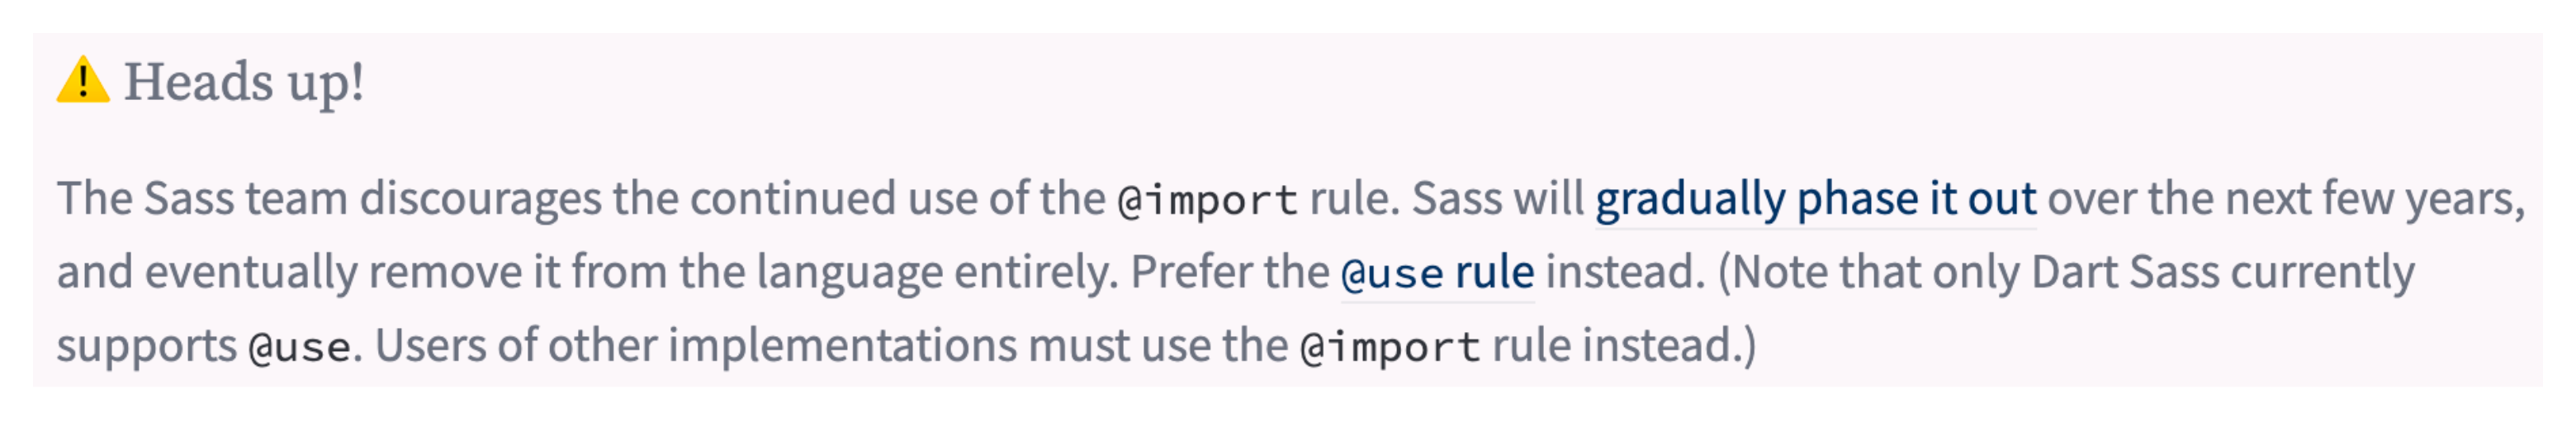 ⚠️ Heads up!
The Sass team discourages the continued use of the @import rule. Sass will gradually phase it out over the next few years,
and eventually remove it from the language entirely. Prefer the @use rule instead. (Note that only Dart Sass currently
supports @use. Users of other implementations must use the @import rule instead.)